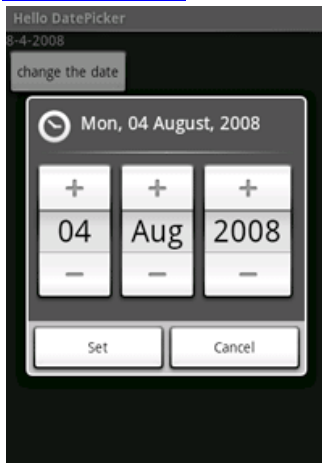 Hello DatePicker
8-4-2008
change the date
Mon, 04 August, 2008
+ + +
04 Aug 2008
− − −
Set Cancel